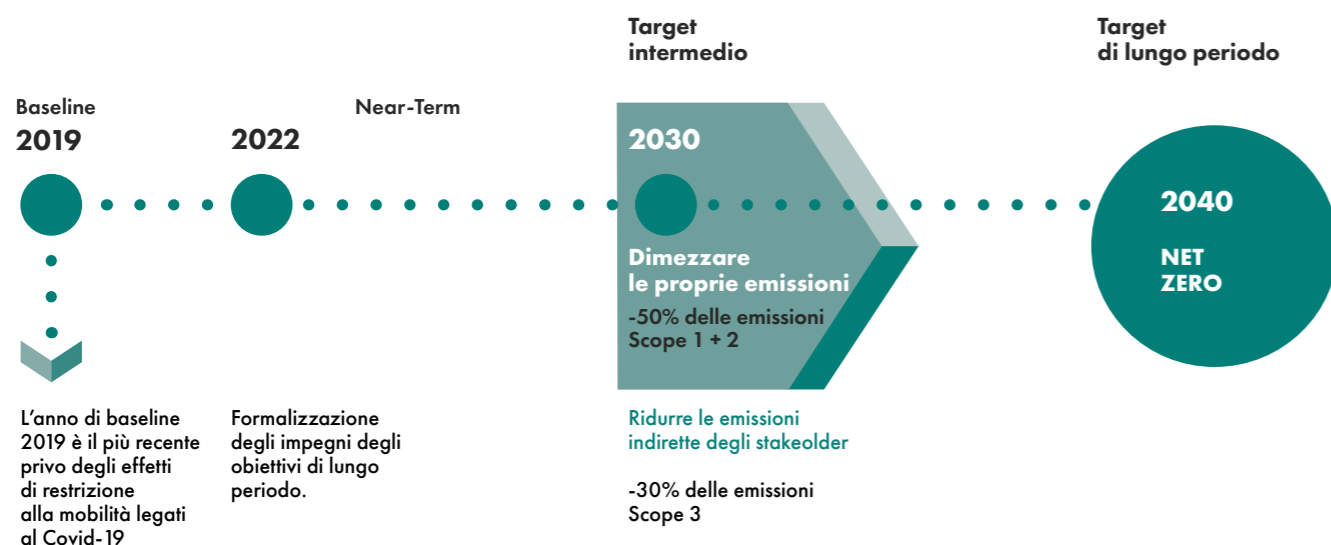 Baseline
2019
L’anno di baseline
2019 è il più recente
privo degli effetti
di restrizione
alla mobilità legati
al Covid-19
2022
Formalizzazione
degli impegni degli
obiettivi di lungo
periodo.
Near-Term
Target
intermedio
2030
Dimezzare
le proprie emissioni
-50% delle emissioni
Scope 1 + 2
Ridurre le emissioni
indirette degli stakeolder
-30% delle emissioni
Scope 3
Target
di lungo periodo
2040
NET
ZERO